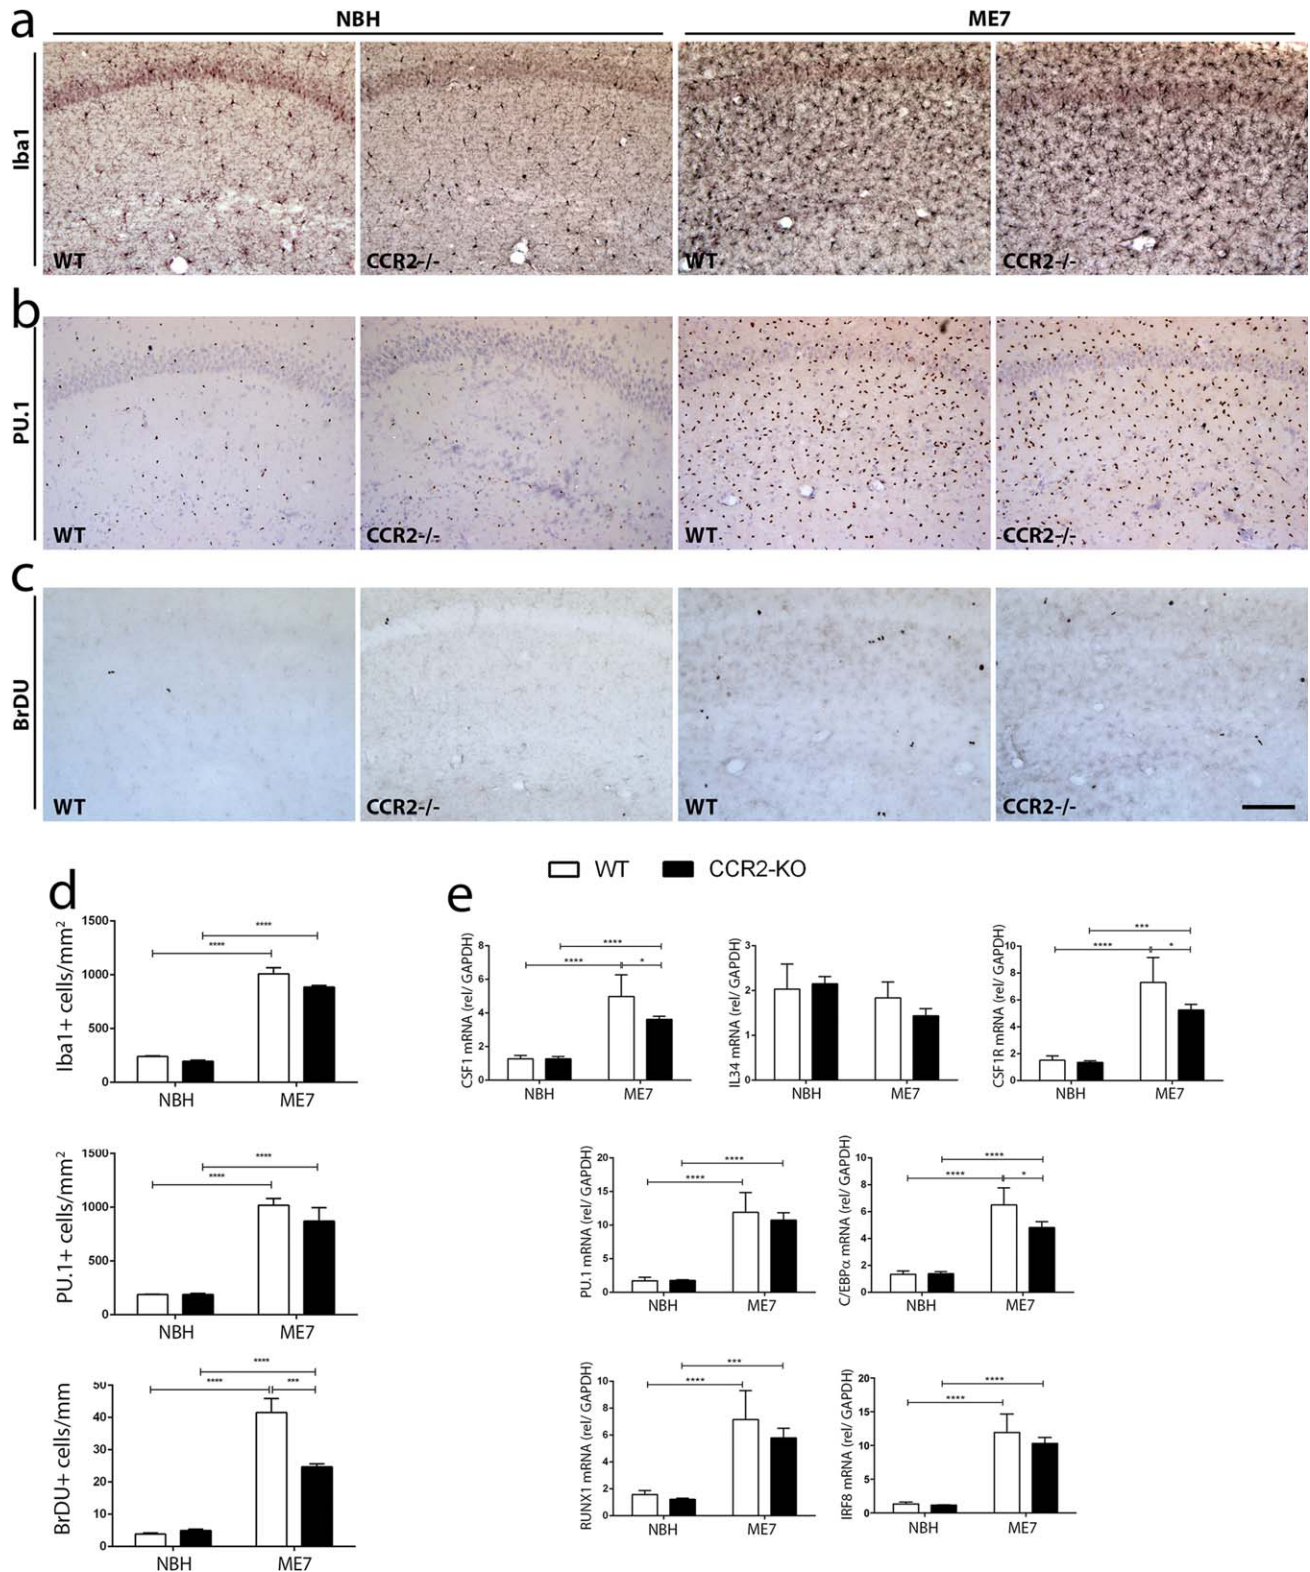 a
NBH
ME7
Iba1
WT
CCR2-/-
WT
CCR2-/-
b
PU.1
WT
CCR2-/-
WT
CCR2-/-
c
BrDU
WT
CCR2-/-
WT
CCR2-/-
WT
CCR2-KO
d
Iba1+ cells/mm²
1500
1000
500
0
****
****
NBH
ME7
PU.1+ cells/mm²
1500
1000
500
0
****
****
NBH
ME7
BrDU+ cells/mm
50
40
30
20
10
0
****
****
***
NBH
ME7
e
CSF1 mRNA (rel/ GAPDH)
8
6
4
2
0
****
****
*
NBH
ME7
IL34 mRNA (rel/ GAPDH)
3
2
1
0
NBH
ME7
CSF1R mRNA (rel/ GAPDH)
10
8
6
4
2
0
***
****
*
NBH
ME7
PU.1 mRNA (rel/ GAPDH)
20
15
10
5
0
****
****
NBH
ME7
C/EBPα mRNA (rel/ GAPDH)
10
8
6
4
2
0
****
****
*
NBH
ME7
RUNX1 mRNA (rel/ GAPDH)
10
8
6
4
2
0
***
****
NBH
ME7
IRF8 mRNA (rel/ GAPDH)
20
15
10
5
0
****
****
NBH
ME7